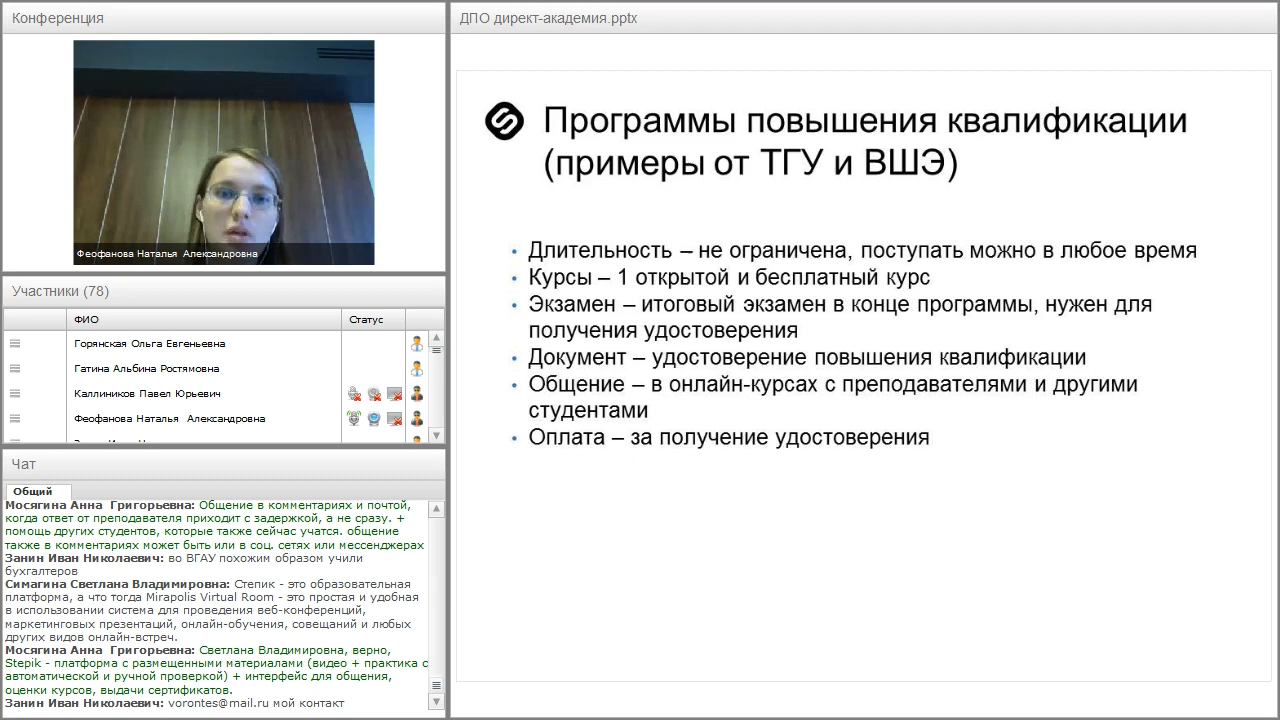 Конференция
Феофанова Наталья Александровна
Участники (78)
ФИО
Статус
Горянская Ольга Евгеньевна
Гатина Альбина Ростямовна
Каллиников Павел Юрьевич
Феофанова Наталья Александровна
Чат
Общий
Мосягина Анна Григорьевна: Общение в комментариях и почтой,
когда ответ от преподавателя приходит с задержкой, а не сразу. +
помощь других студентов, которые также сейчас учатся. общение
также в комментариях может быть или в соц. сетях или мессенджерах
Занин Иван Николаевич: во ВГАУ похожим образом учили
бухгалтеров
Симагина Светлана Владимировна: Степик - это образовательная
платформа, а что тогда Mirapolis Virtual Room - это простая и удобная
в использовании система для проведения веб-конференций,
маркетинговых презентаций, онлайн-обучения, совещаний и любых
других видов онлайн-встреч.
Мосягина Анна Григорьевна: Светлана Владимировна, верно,
Stepik - платформа с размещенными материалами (видео + практика с
автоматической и ручной проверкой) + интерфейс для общения,
оценки курсов, выдачи сертификатов.
Занин Иван Николаевич: vorontes@mail.ru мой контакт
ДПО директ-академия.pptx
Программы повышения квалификации
(примеры от ТГУ и ВШЭ)
• Длительность – не ограничена, поступать можно в любое время
• Курсы – 1 открытой и бесплатный курс
• Экзамен – итоговый экзамен в конце программы, нужен для
получения удостоверения
• Документ – удостоверение повышения квалификации
• Общение – в онлайн-курсах с преподавателями и другими
студентами
• Оплата – за получение удостоверения